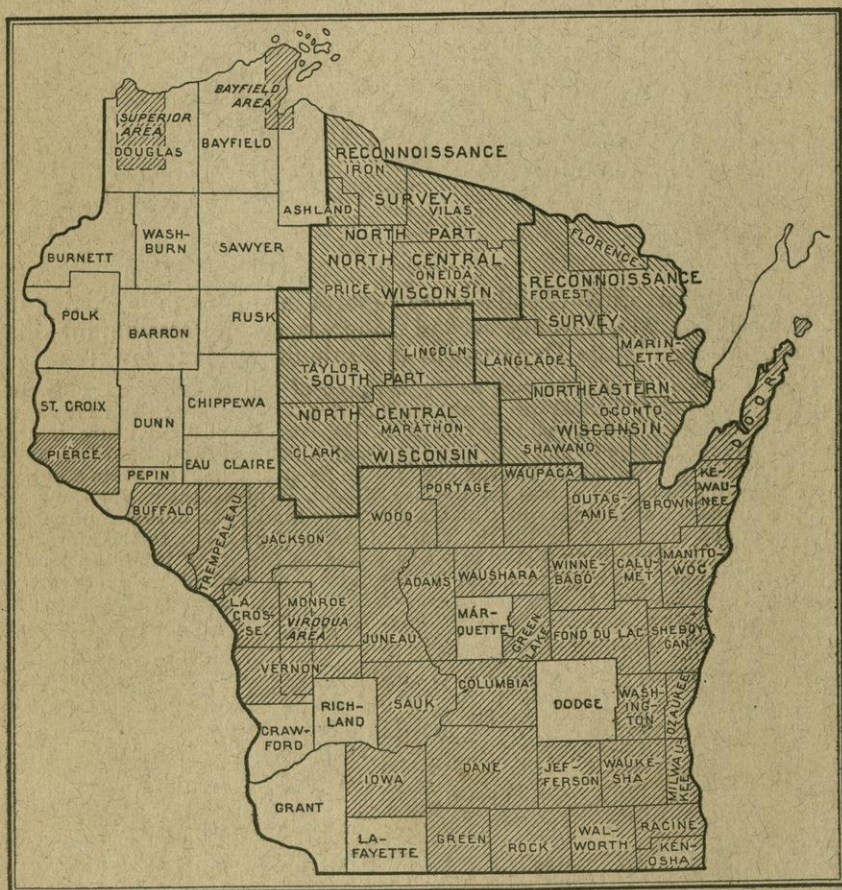 BAYFIELD
AREA
SUPERIOR
AREA
DOUGLAS
BAYFIELD
RECONNOISSANCE
IRON
ASHLAND
SURVEY
VILAS
BURNETT
WASH-
BURN
SAWYER
NORTH PART
NORTH CENTRAL
ONEIDA
PRICE
WISCONSIN
FLORENCE
RECONNOISSANCE
FOREST
SURVEY
POLK
BARRON
RUSK
LINCOLN
LANGLADE
MARIN-
ETTE
TAYLOR
SOUTH PART
NORTHEASTERN
ST. CROIX
DUNN
CHIPPEWA
NORTH CENTRAL
MARATHON
OCONTO
WISCONSIN
CLARK
WISCONSIN
SHAWANO
DOOR
PIERCE
PEPIN
EAU CLAIRE
BUFFALO
TREMPEALEAU
JACKSON
WOOD
PORTAGE
WAUPACA
OUTAG-
AMIE
BROWN
KE-
WAU-
NEE
LA
CROS-
SE
MONROE
VIROQUA
AREA
JUNEAU
ADAMS
WAUSHARA
WINNE-
BAGO
CALU-
MET
MANITO-
WOC
MAR-
QUETTE
GREEN
LAKE
FOND DU LAC
SHEBOY-
GAN
VERNON
RICH-
LAND
SAUK
COLUMBIA
DODGE
WASH-
ING-
TON
OZAUKEE
CRAW-
FORD
IOWA
DANE
JEF-
FERSON
WAUKE-
SHA
MILWAU-
KEE
GRANT
LA-
FAYETTE
GREEN
ROCK
WAL-
WORTH
RACINE
KEN-
OSHA